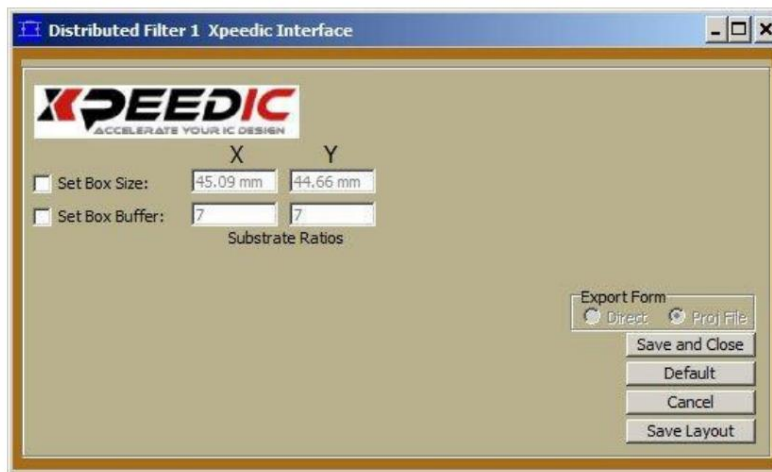 Distributed Filter 1 Xpeedic Interface
XPEEDIC
ACCELERATE YOUR IC DESIGN
X Y
Set Box Size: 45.09 mm 44.66 mm
Set Box Buffer: 7 7
Substrate Ratios
Export Form
Direct Proj File
Save and Close
Default
Cancel
Save Layout